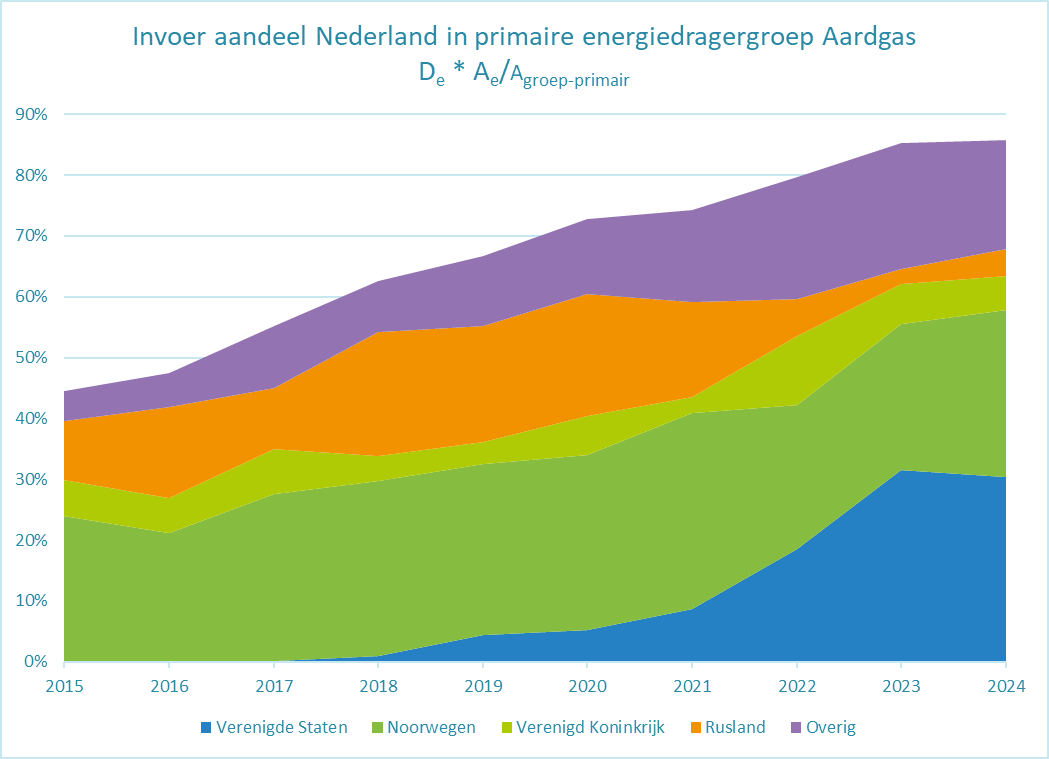 Invoer aandeel Nederland in primaire energiedragergroep Aardgas
De * Ae/Agroep-primair
90%
80%
70%
60%
50%
40%
30%
20%
10%
0%
2015 2016 2017 2018 2019 2020 2021 2022 2023 2024
Verenigde Staten Noorwegen Verenigd Koninkrijk Rusland Overig